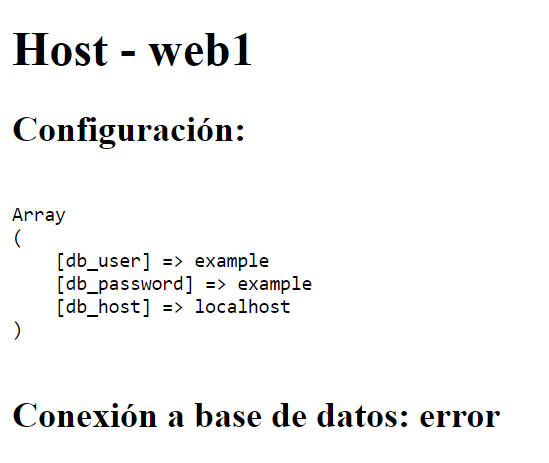 Host - web1
Configuración:
Array
(
    [db_user] => example
    [db_password] => example
    [db_host] => localhost
)
Conexión a base de datos: error